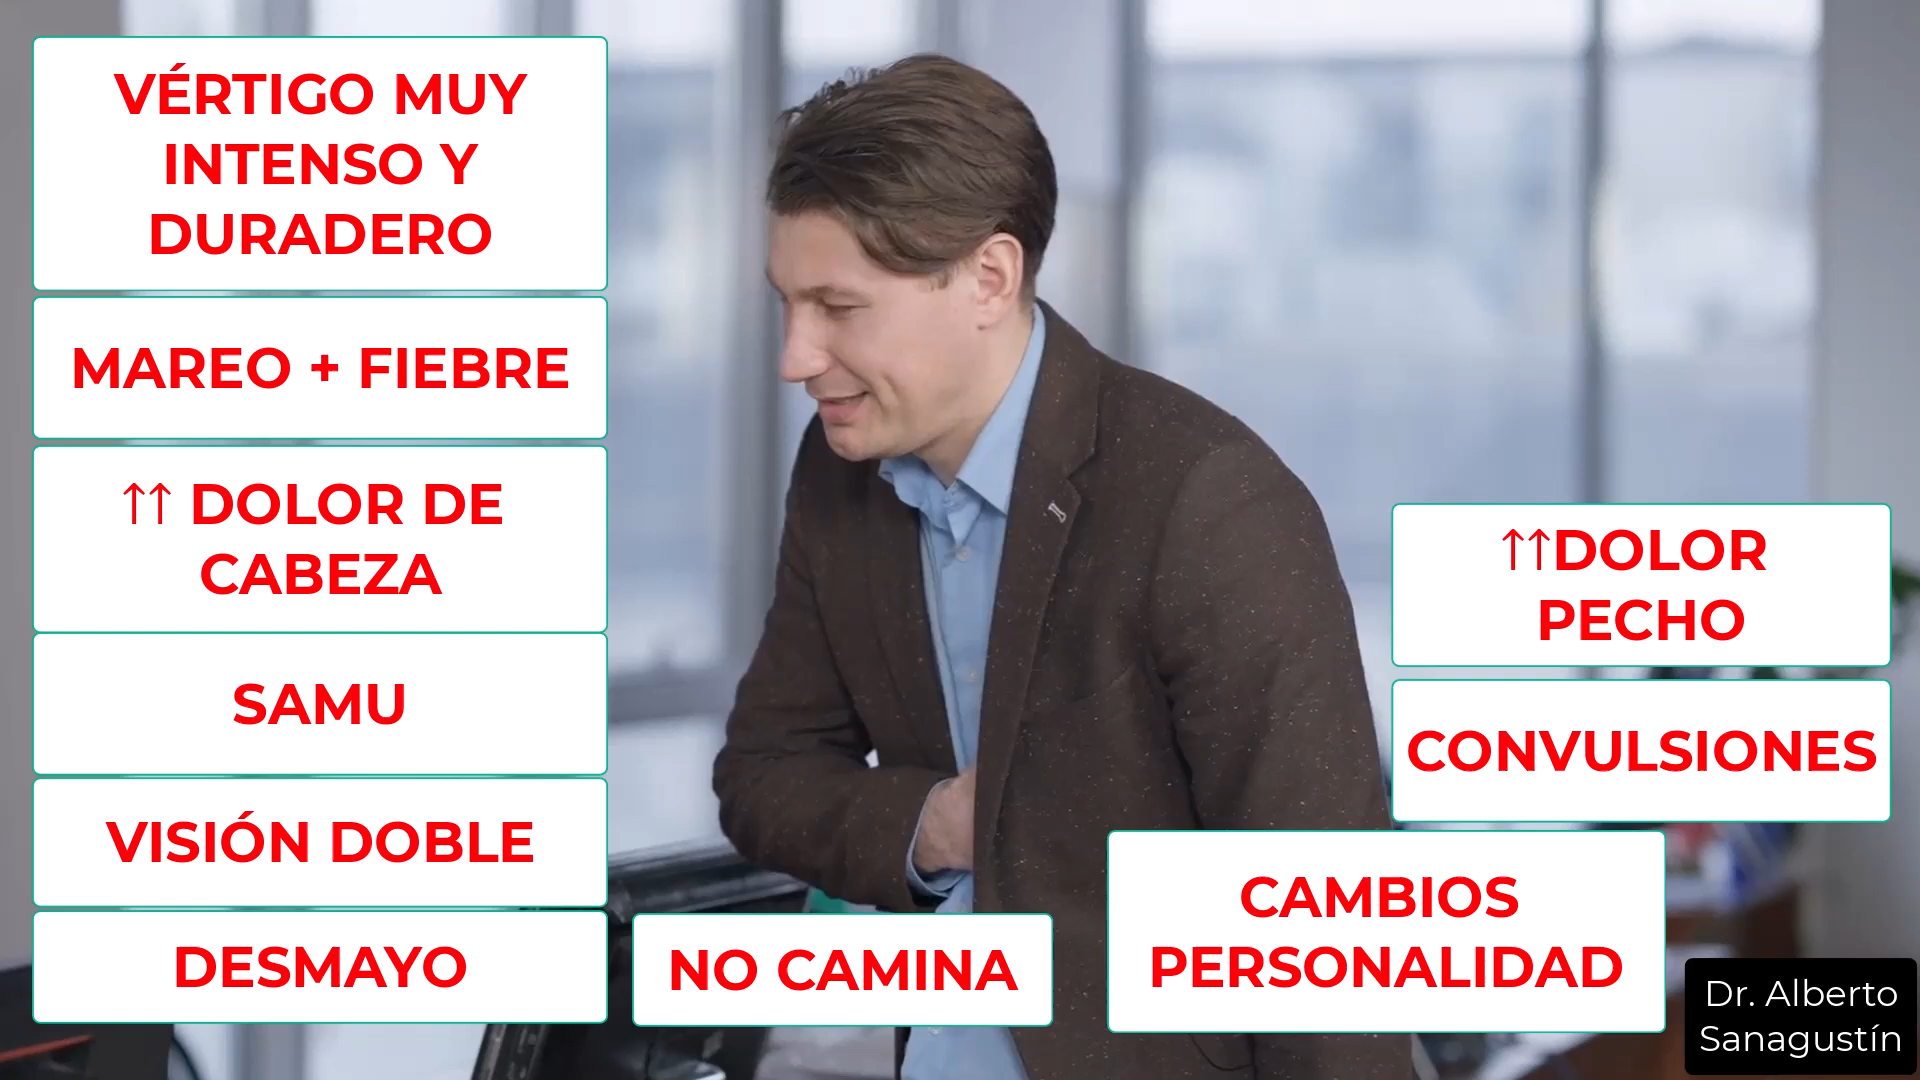 VÉRTIGO MUY
INTENSO Y
DURADERO
MAREO + FIEBRE
↑↑ DOLOR DE
CABEZA
SAMU
VISIÓN DOBLE
DESMAYO
NO CAMINA
↑↑DOLOR
PECHO
CONVULSIONES
CAMBIOS
PERSONALIDAD
Dr. Alberto
Sanagustín